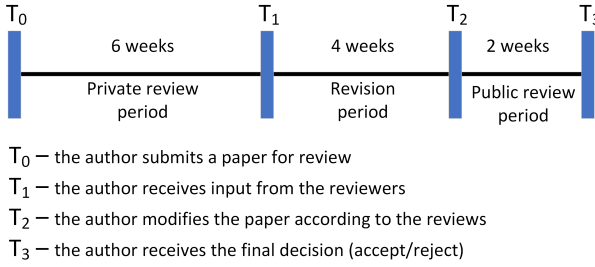 T₀ T₁ T₂ T₃
6 weeks 4 weeks 2 weeks
Private review period Revision period Public review period
T₀ – the author submits a paper for review
T₁ – the author receives input from the reviewers
T₂ – the author modifies the paper according to the reviews
T₃ – the author receives the final decision (accept/reject)